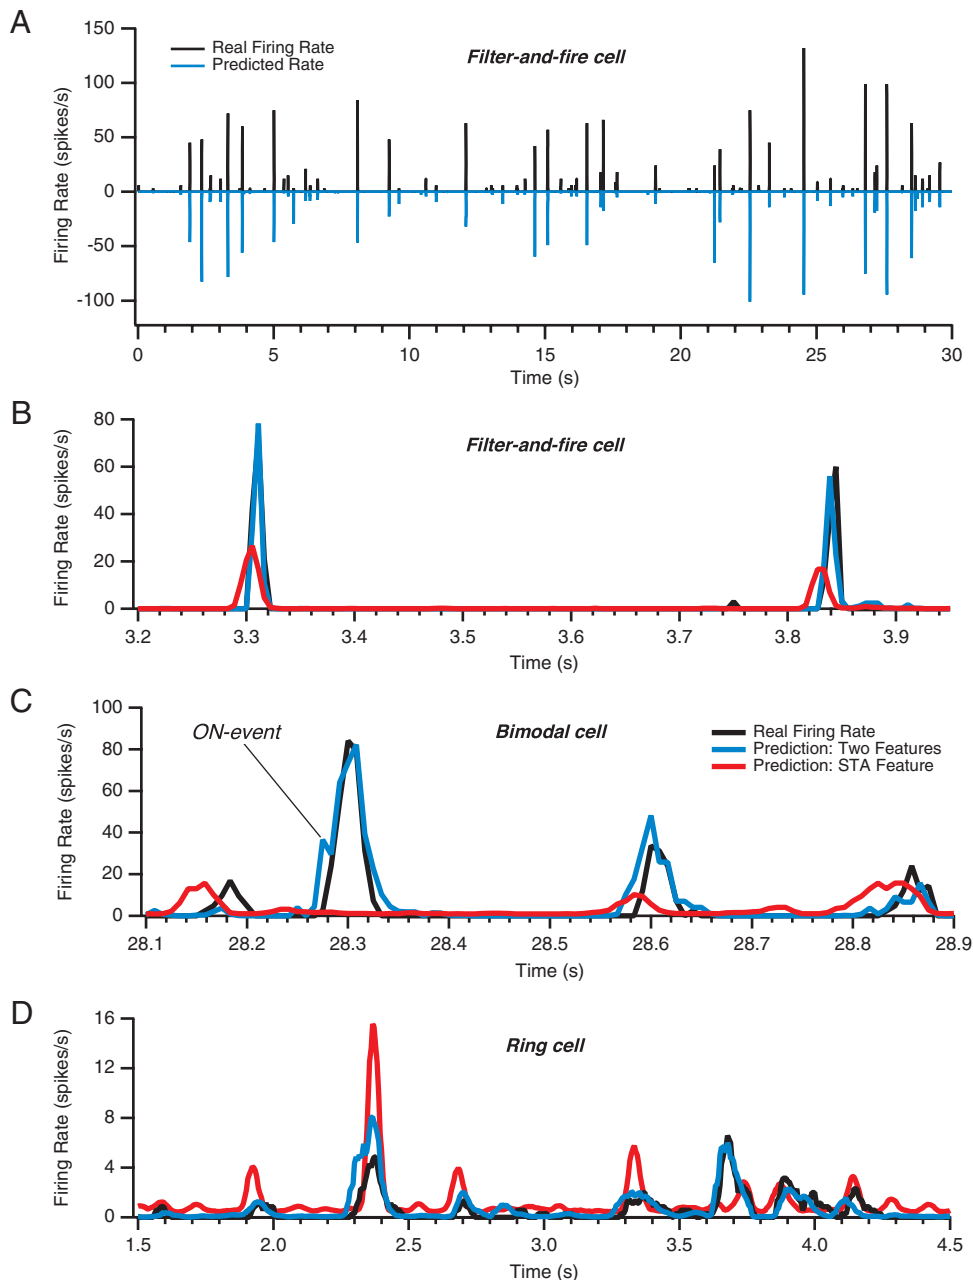 A
150
100
50
0
-50
-100
Firing Rate (spikes/s)
Real Firing Rate
Predicted Rate
Filter-and-fire cell
0 5 10 15 20 25 30
Time (s)
B
80
60
40
20
0
Firing Rate (spikes/s)
Filter-and-fire cell
3.2 3.3 3.4 3.5 3.6 3.7 3.8 3.9
Time (s)
C
100
80
60
40
20
0
Firing Rate (spikes/s)
ON-event
Bimodal cell
Real Firing Rate
Prediction: Two Features
Prediction: STA Feature
28.1 28.2 28.3 28.4 28.5 28.6 28.7 28.8 28.9
Time (s)
D
16
12
8
4
0
Firing Rate (spikes/s)
Ring cell
1.5 2.0 2.5 3.0 3.5 4.0 4.5
Time (s)